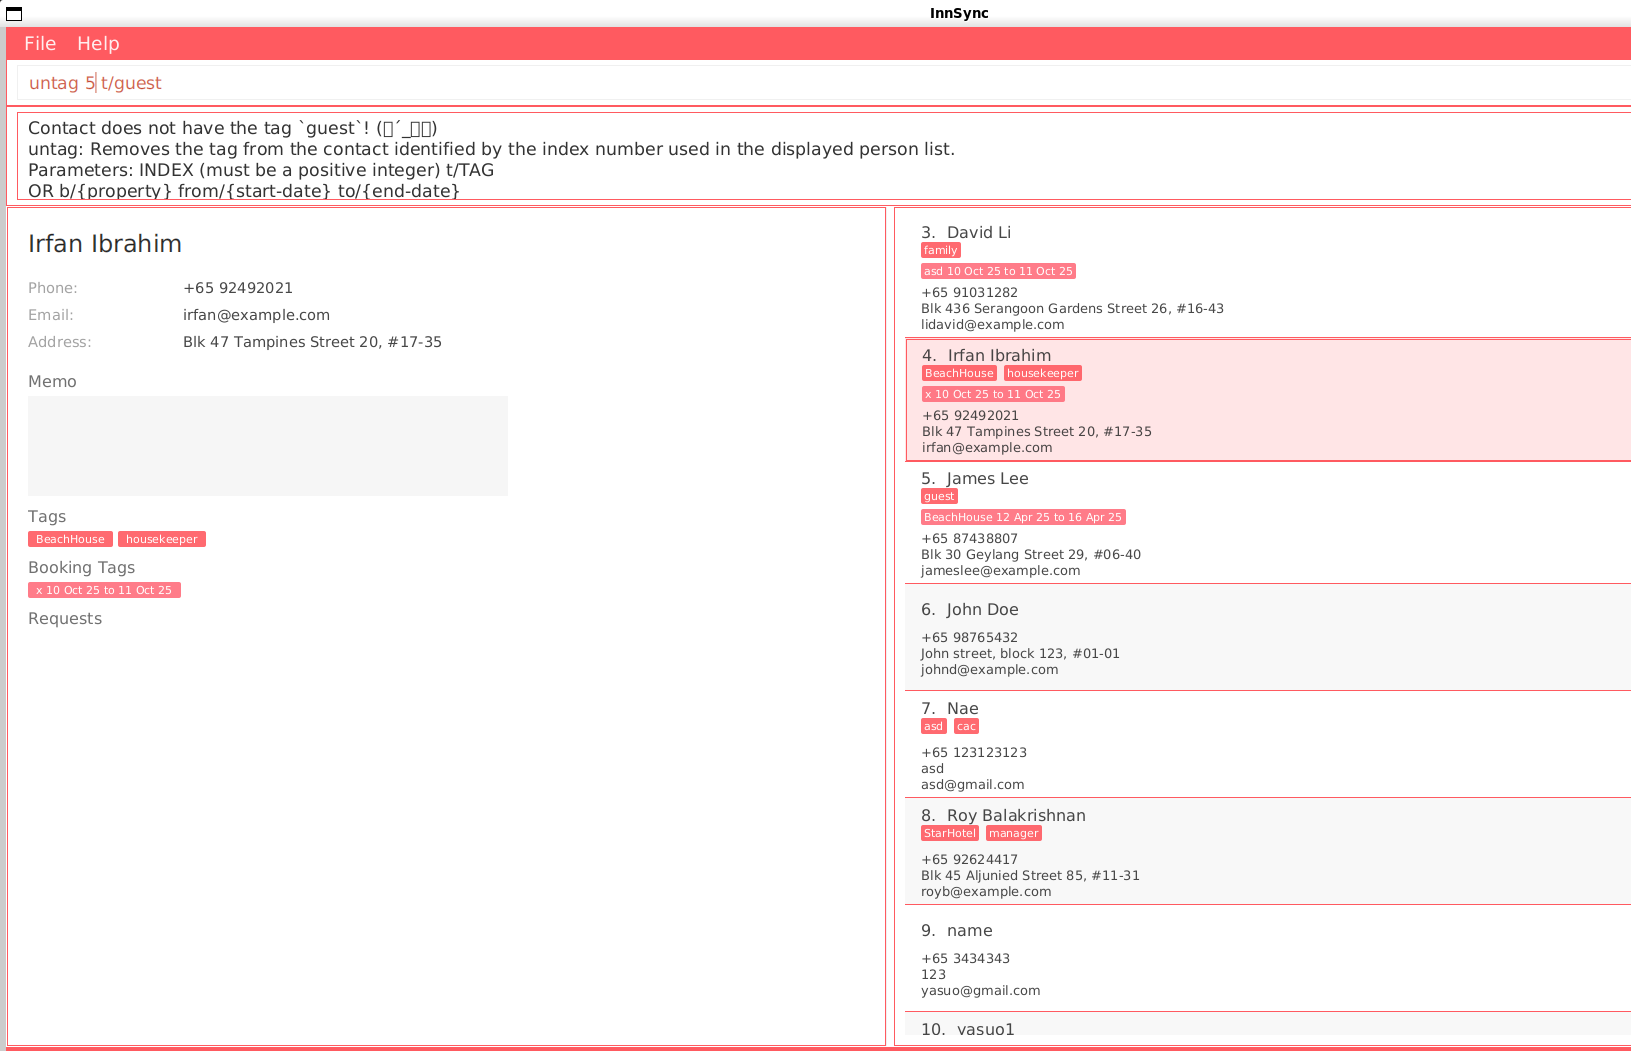 InnSync
File Help
untag 5 t/guest
Contact does not have the tag `guest`! (▯´_▯▯)
untag: Removes the tag from the contact identified by the index number used in the displayed person list.
Parameters: INDEX (must be a positive integer) t/TAG
OR b/{property} from/{start-date} to/{end-date}
Irfan Ibrahim
Phone: +65 92492021
Email: irfan@example.com
Address: Blk 47 Tampines Street 20, #17-35
Memo
Tags
BeachHouse housekeeper
Booking Tags
x 10 Oct 25 to 11 Oct 25
Requests
3. David Li
family
asd 10 Oct 25 to 11 Oct 25
+65 91031282
Blk 436 Serangoon Gardens Street 26, #16-43
lidavid@example.com
4. Irfan Ibrahim
BeachHouse housekeeper
x 10 Oct 25 to 11 Oct 25
+65 92492021
Blk 47 Tampines Street 20, #17-35
irfan@example.com
5. James Lee
guest
BeachHouse 12 Apr 25 to 16 Apr 25
+65 87438807
Blk 30 Geylang Street 29, #06-40
jameslee@example.com
6. John Doe
+65 98765432
John street, block 123, #01-01
johnd@example.com
7. Nae
asd cac
+65 123123123
asd
asd@gmail.com
8. Roy Balakrishnan
StarHotel manager
+65 92624417
Blk 45 Aljunied Street 85, #11-31
royb@example.com
9. name
+65 3434343
123
yasuo@gmail.com
10. yasuo1